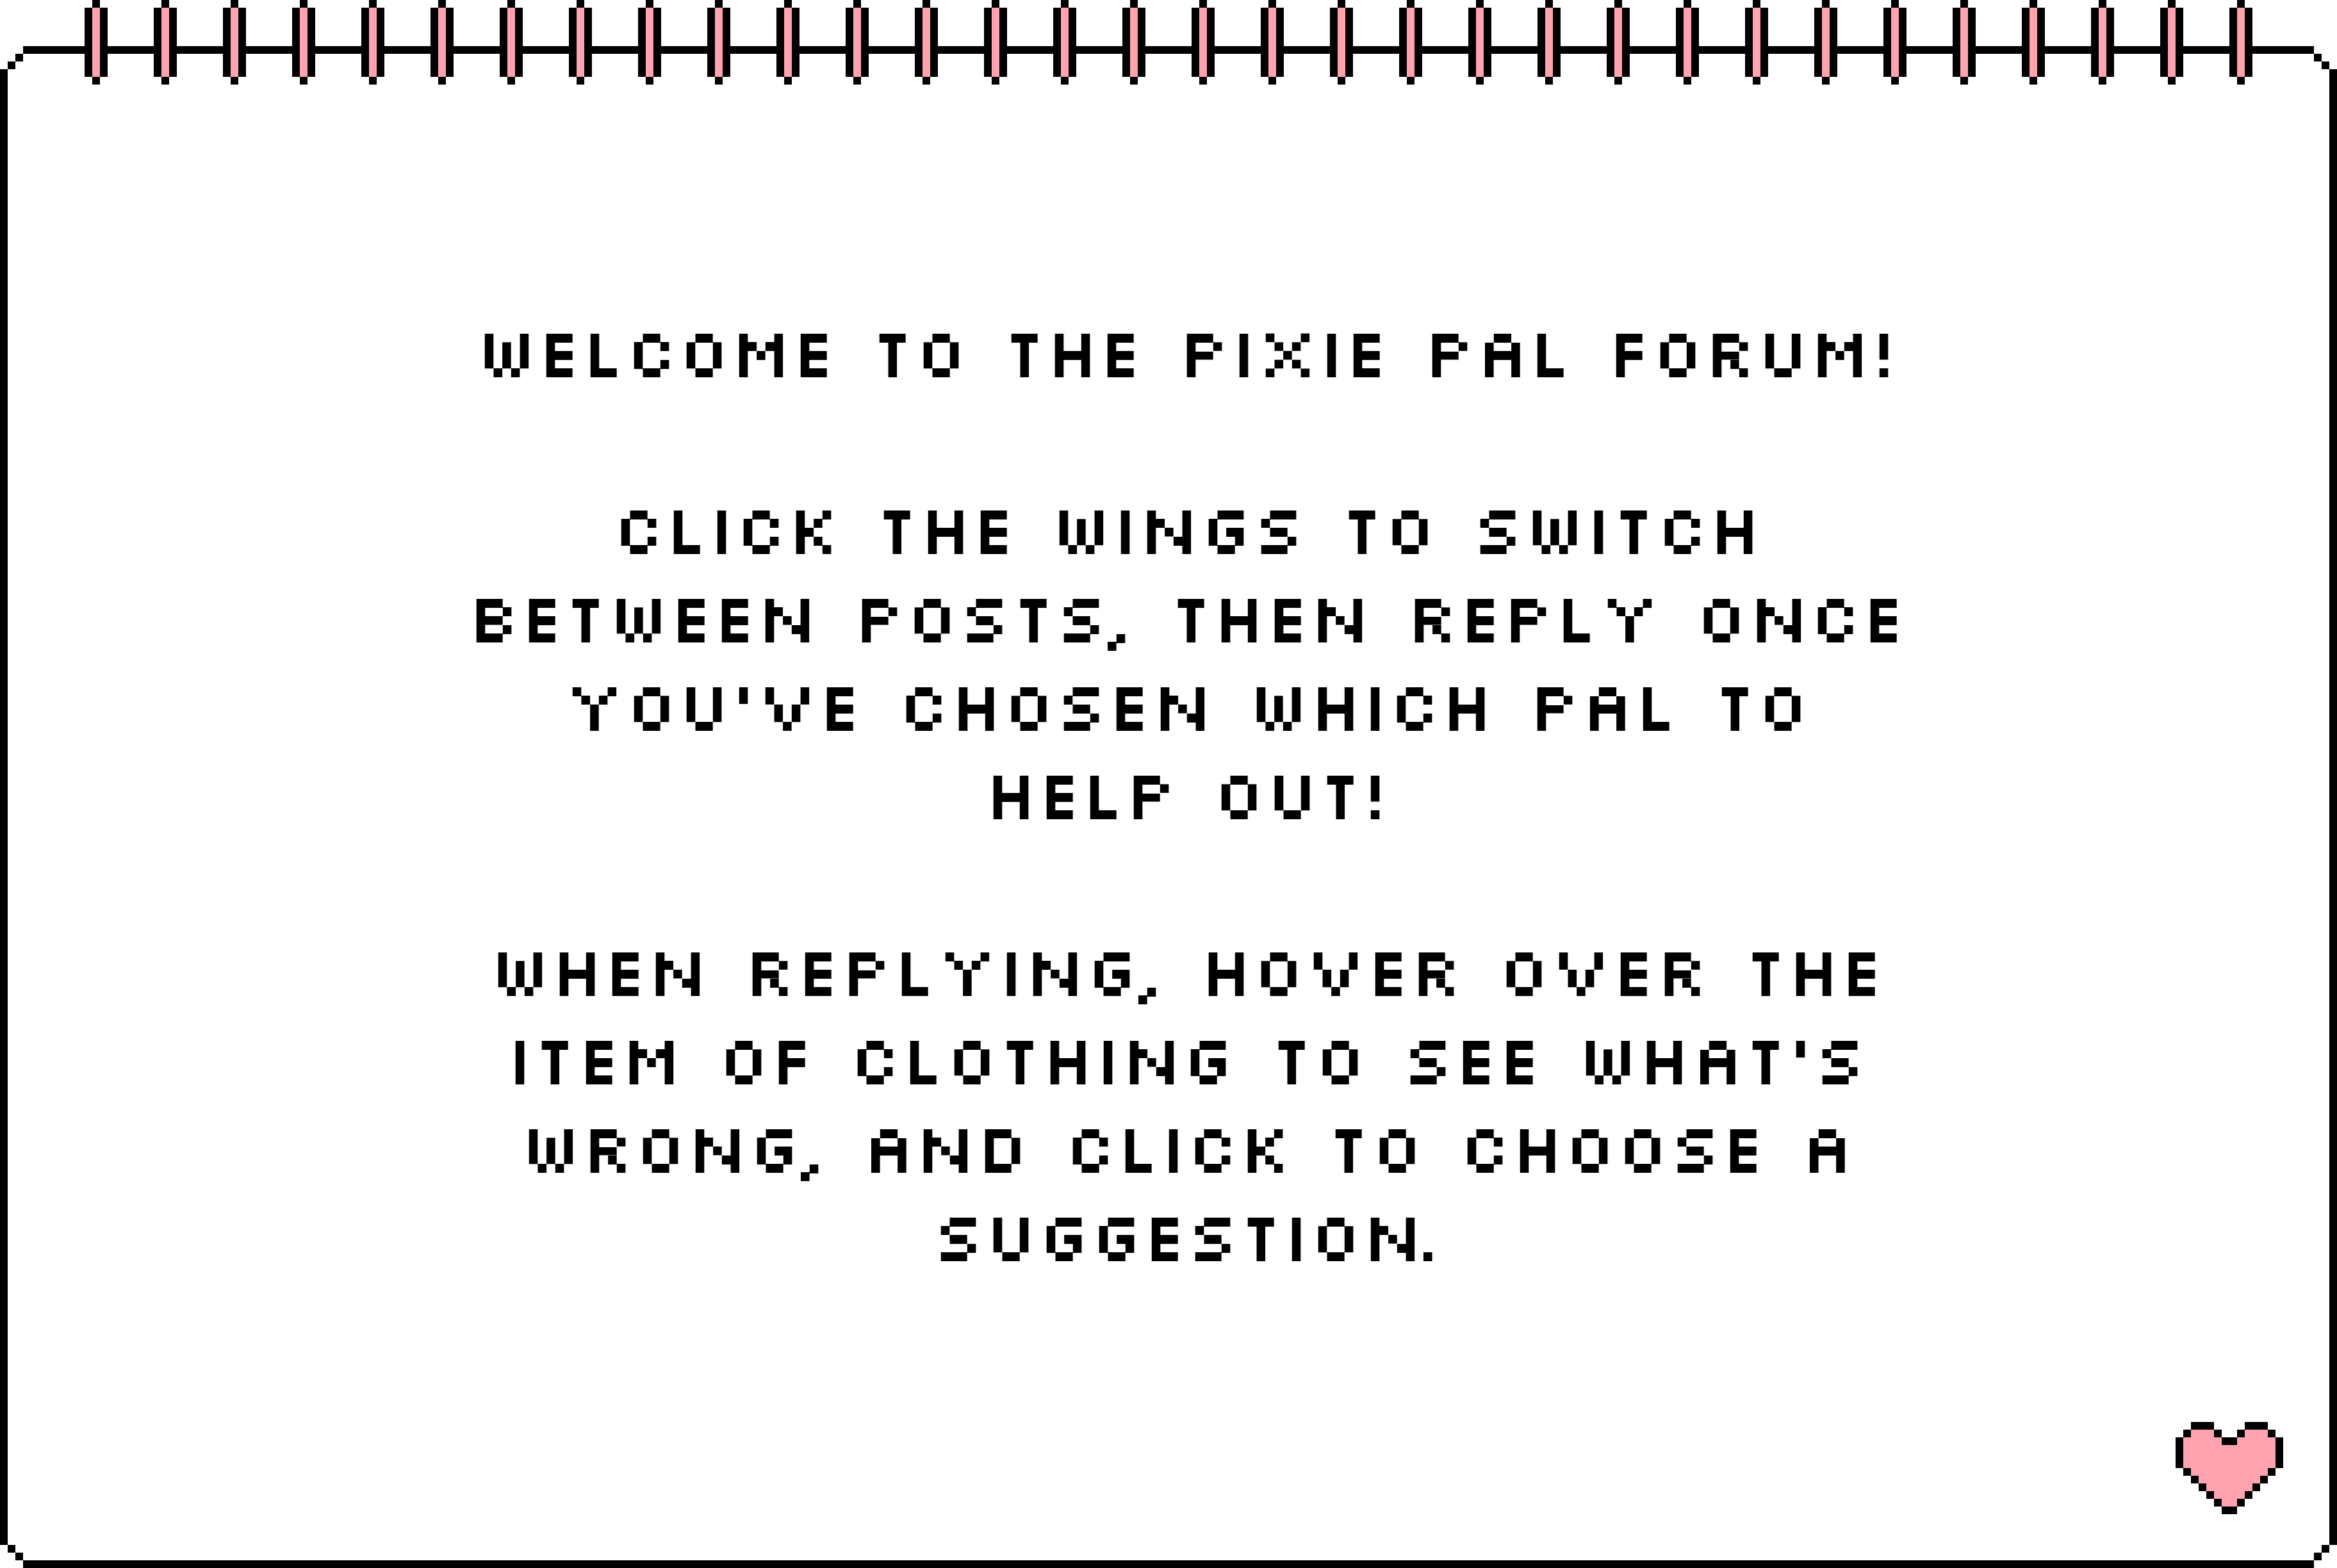 WELCOME TO THE PIXIE PAL FORUM!
CLICK THE WINGS TO SWITCH
BETWEEN POSTS, THEN REPLY ONCE
YOU'VE CHOSEN WHICH PAL TO
HELP OUT!
WHEN REPLYING, HOVER OVER THE
ITEM OF CLOTHING TO SEE WHAT'S
WRONG, AND CLICK TO CHOOSE A
SUGGESTION.